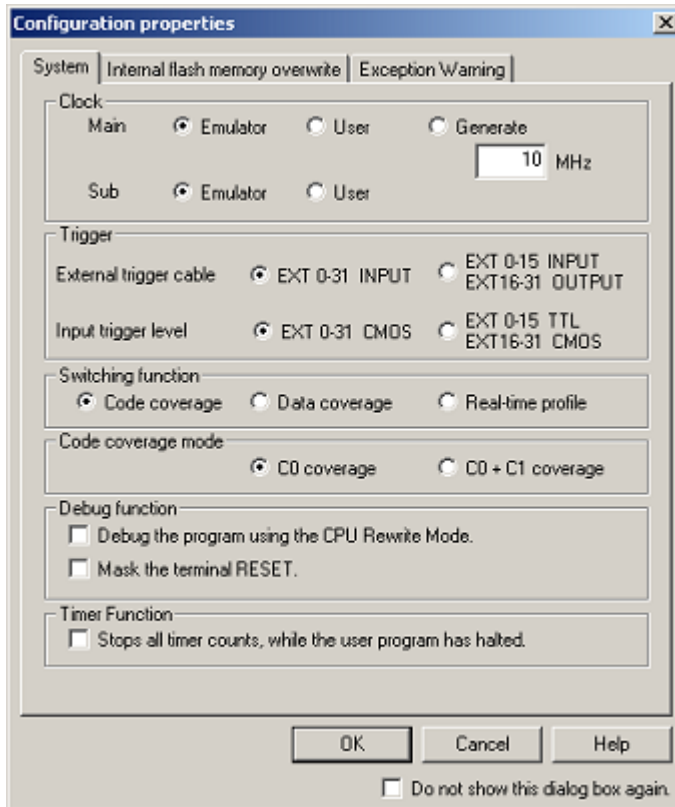 Configuration properties
System Internal flash memory overwrite Exception Warning
Clock
Main Emulator User Generate
10 MHz
Sub Emulator User
Trigger
External trigger cable EXT 0-31 INPUT EXT 0-15 INPUT
EXT16-31 OUTPUT
Input trigger level EXT 0-31 CMOS EXT 0-15 TTL
EXT16-31 CMOS
Switching function
Code coverage Data coverage Real-time profile
Code coverage mode
C0 coverage C0 + C1 coverage
Debug function
Debug the program using the CPU Rewrite Mode.
Mask the terminal RESET.
Timer Function
Stops all timer counts, while the user program has halted.
OK Cancel Help
Do not show this dialog box again.